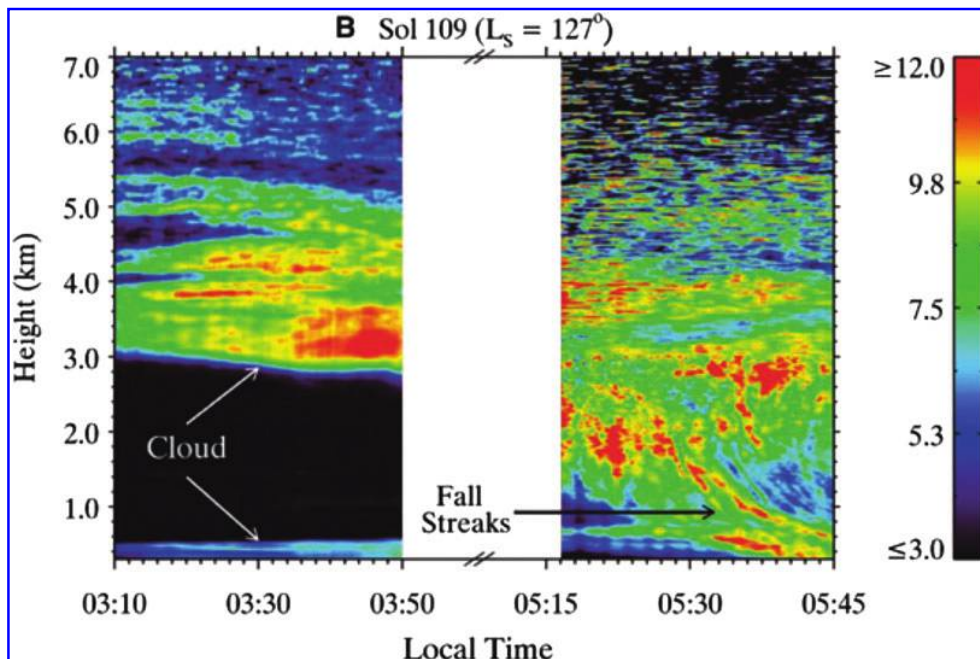 B Sol 109 (Ls = 127°)
7.0
6.0
5.0
4.0
3.0
2.0
1.0
Height (km)
Cloud
Fall
Streaks
≥ 12.0
9.8
7.5
5.3
≤3.0
03:10 03:30 03:50 05:15 05:30 05:45
Local Time